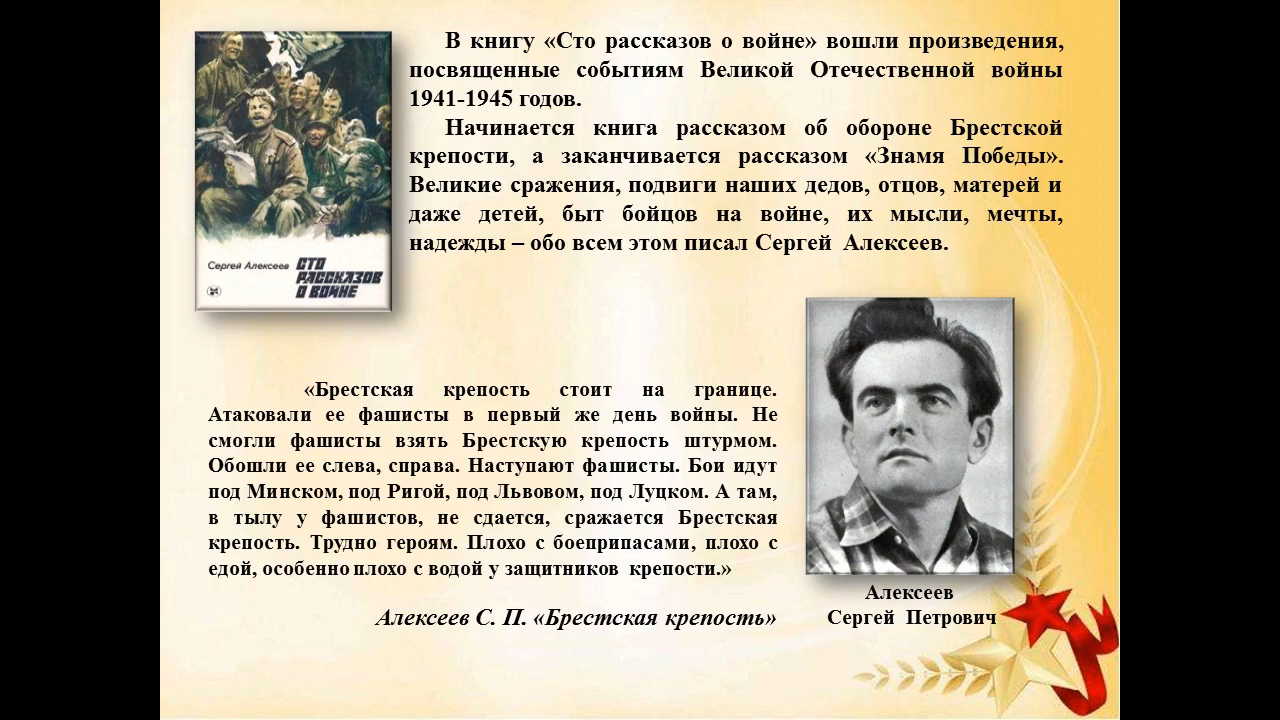 В книгу «Сто рассказов о войне» вошли произведения,
посвященные событиям Великой Отечественной войны
1941-1945 годов.
Начинается книга рассказом об обороне Брестской
крепости, а заканчивается рассказом «Знамя Победы».
Великие сражения, подвиги наших дедов, отцов, матерей и
даже детей, быт бойцов на войне, их мысли, мечты,
надежды – обо всем этом писал Сергей Алексеев.
Сергей Алексеев СТО
РАССКАЗОВ
О ВОЙНЕ
«Брестская крепость стоит на границе.
Атаковали ее фашисты в первый же день войны. Не
смогли фашисты взять Брестскую крепость штурмом.
Обошли ее слева, справа. Наступают фашисты. Бои идут
под Минском, под Ригой, под Львовом, под Луцком. А там,
в тылу у фашистов, не сдается, сражается Брестская
крепость. Трудно героям. Плохо с боеприпасами, плохо с
едой, особенно плохо с водой у защитников крепости.»
Алексеев С. П. «Брестская крепость»
Алексеев
Сергей Петрович